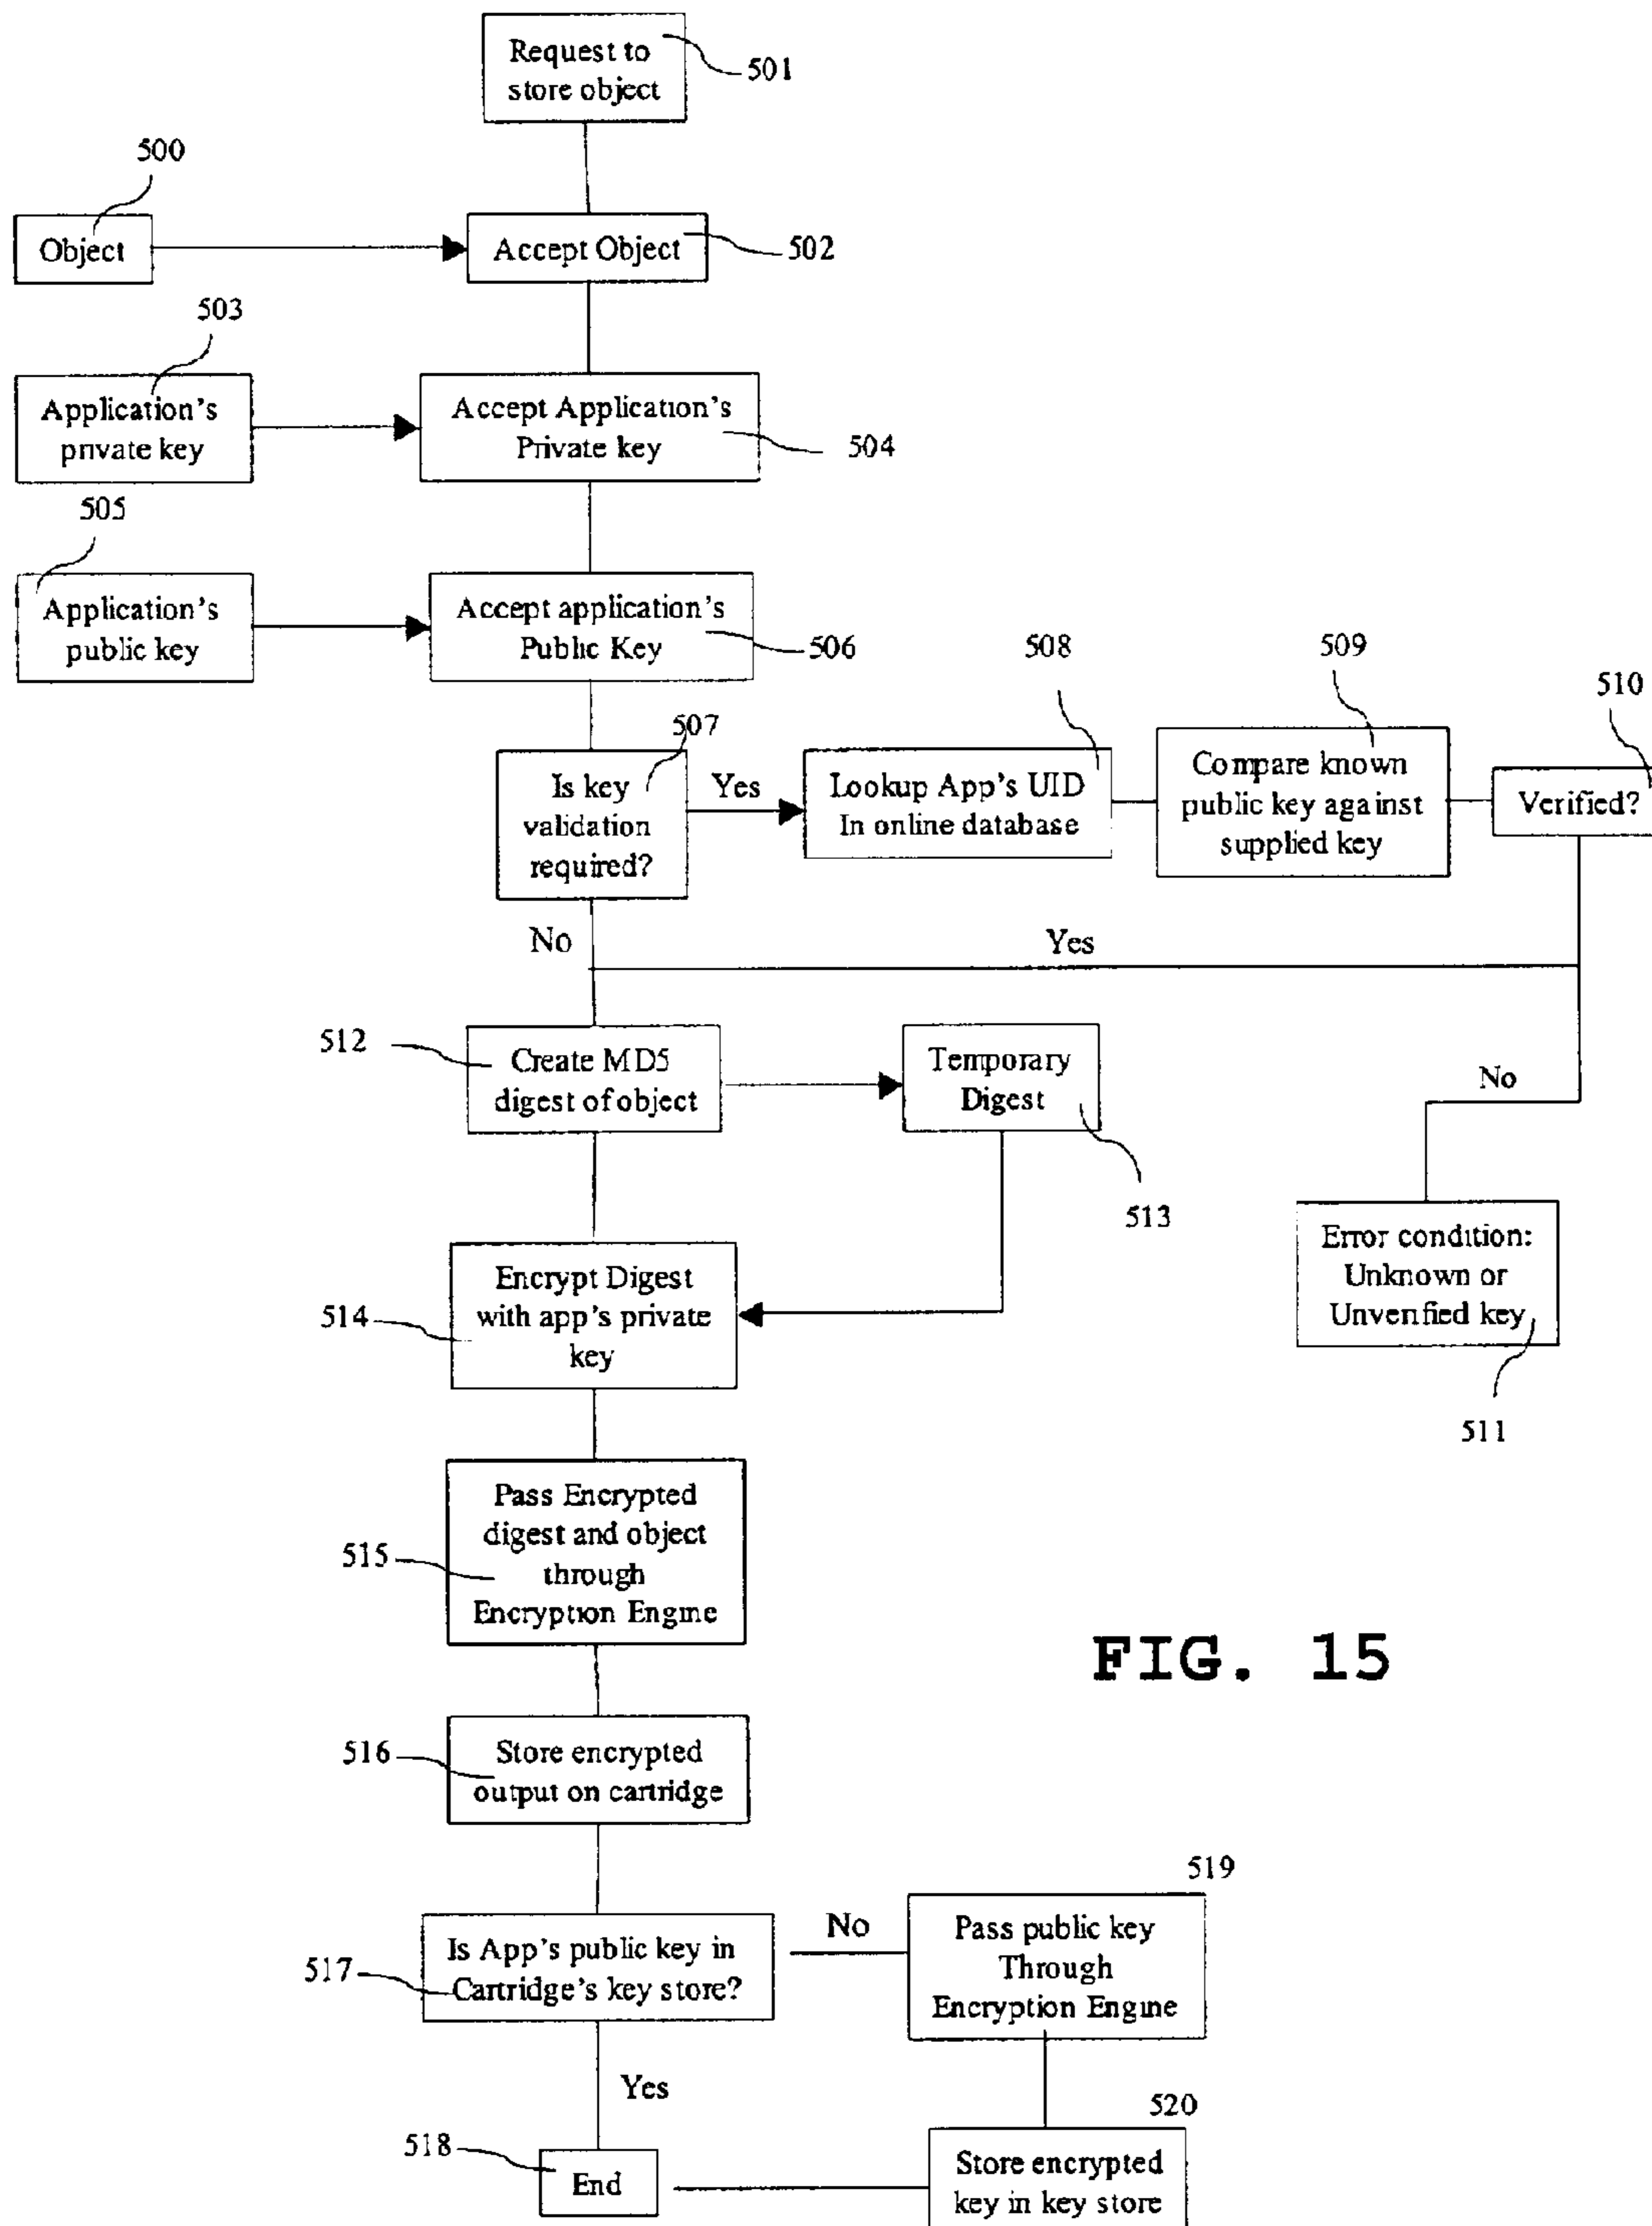 Request to
store object
501
500
Object
Accept Object
502
503
Application's
private key
Accept Application's
Private key
504
505
Application's
public key
Accept application's
Public Key
506
507
Is key
validation
required?
Yes
508
Lookup App's UID
In online database
509
Compare known
public key against
supplied key
510
Verified?
No
Yes
512
Create MD5
digest of object
Temporary
Digest
513
No
Error condition:
Unknown or
Unverified key
511
514
Encrypt Digest
with app's private
key
515
Pass Encrypted
digest and object
through
Encryption Engine
FIG. 15
516
Store encrypted
output on cartridge
517
Is App's public key in
Cartridge's key store?
No
519
Pass public key
Through
Encryption Engine
Yes
520
Store encrypted
key in key store
518
End